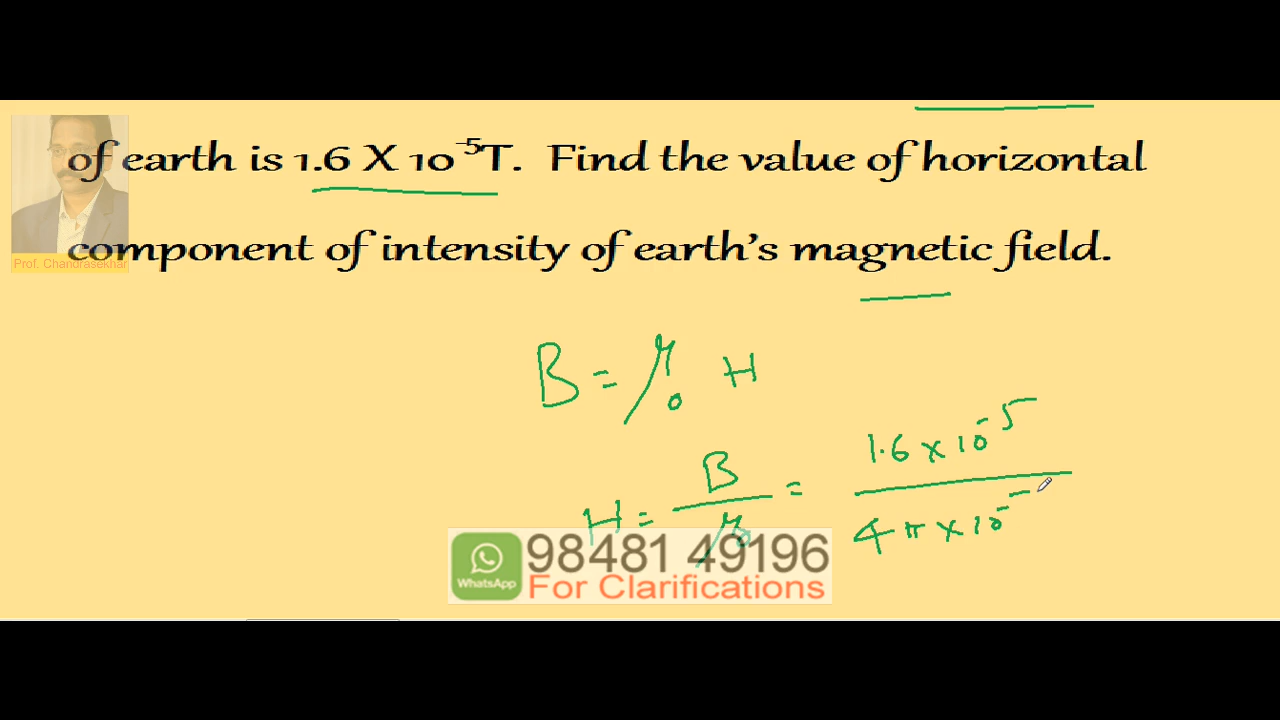 of earth is 1.6 X 10⁻⁵T. Find the value of horizontal
component of intensity of earth's magnetic field.
Prof. Chandrasekhar
B = μ₀ H
H = B / μ₀ = 1.6 × 10⁻⁵ / 4π × 10⁻
WhatsApp
98481 49196
For Clarifications